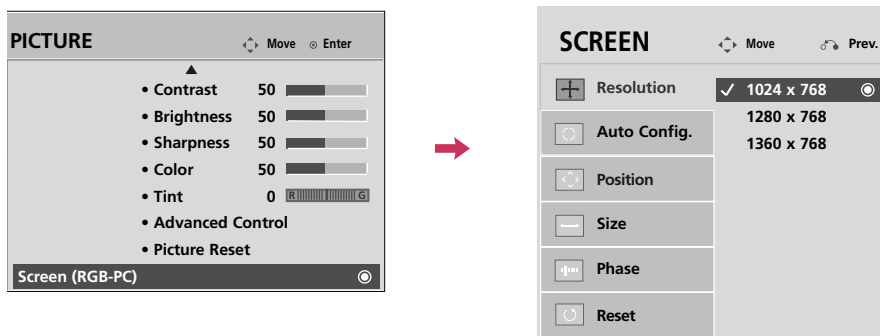 PICTURE Move Enter
• Contrast 50
• Brightness 50
• Sharpness 50
• Color 50
• Tint 0 R G
• Advanced Control
• Picture Reset
Screen (RGB-PC)
SCREEN Move Prev.
Resolution
Auto Config.
Position
Size
Phase
Reset
1024 x 768
1280 x 768
1360 x 768